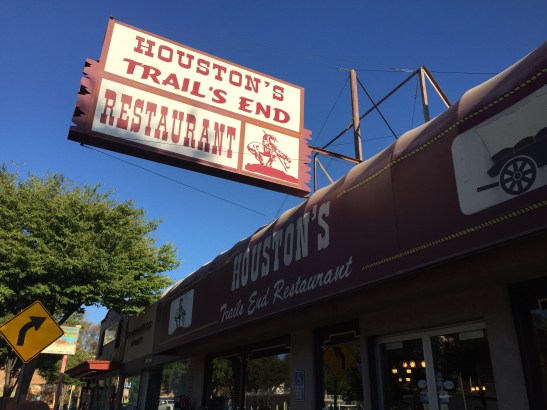 HOUSTON'S
TRAIL'S END
RESTAURANT
HOUSTON'S
Trails End Restaurant